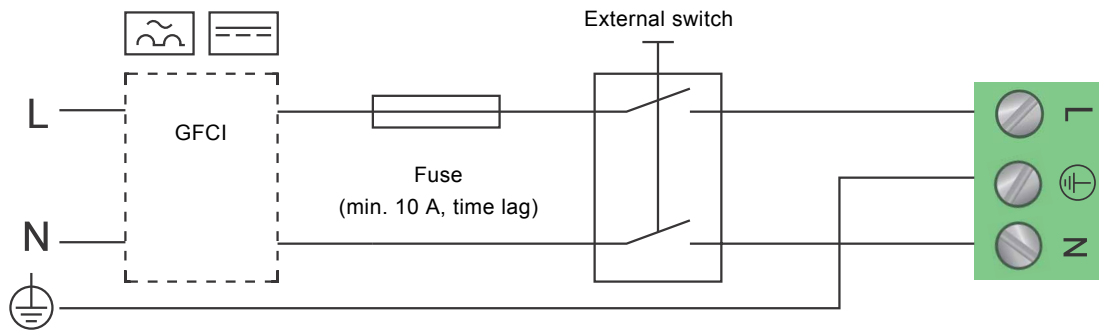 External switch
L
GFCI
Fuse
(min. 10 A, time lag)
N
L
N